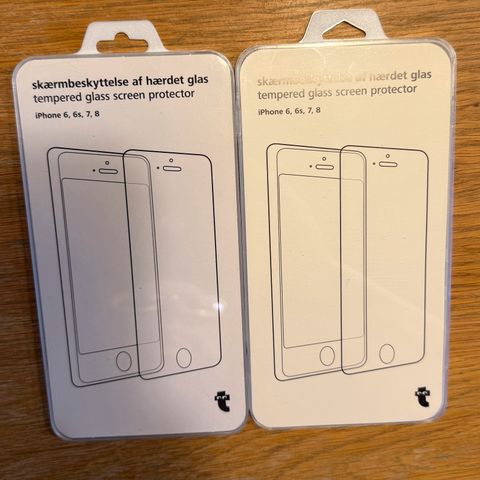 skærmbeskyttelse af hærdet glas
tempered glass screen protector
iPhone 6, 6s, 7, 8
skærmbeskyttelse af hærdet glas
tempered glass screen protector
iPhone 6, 6s, 7, 8